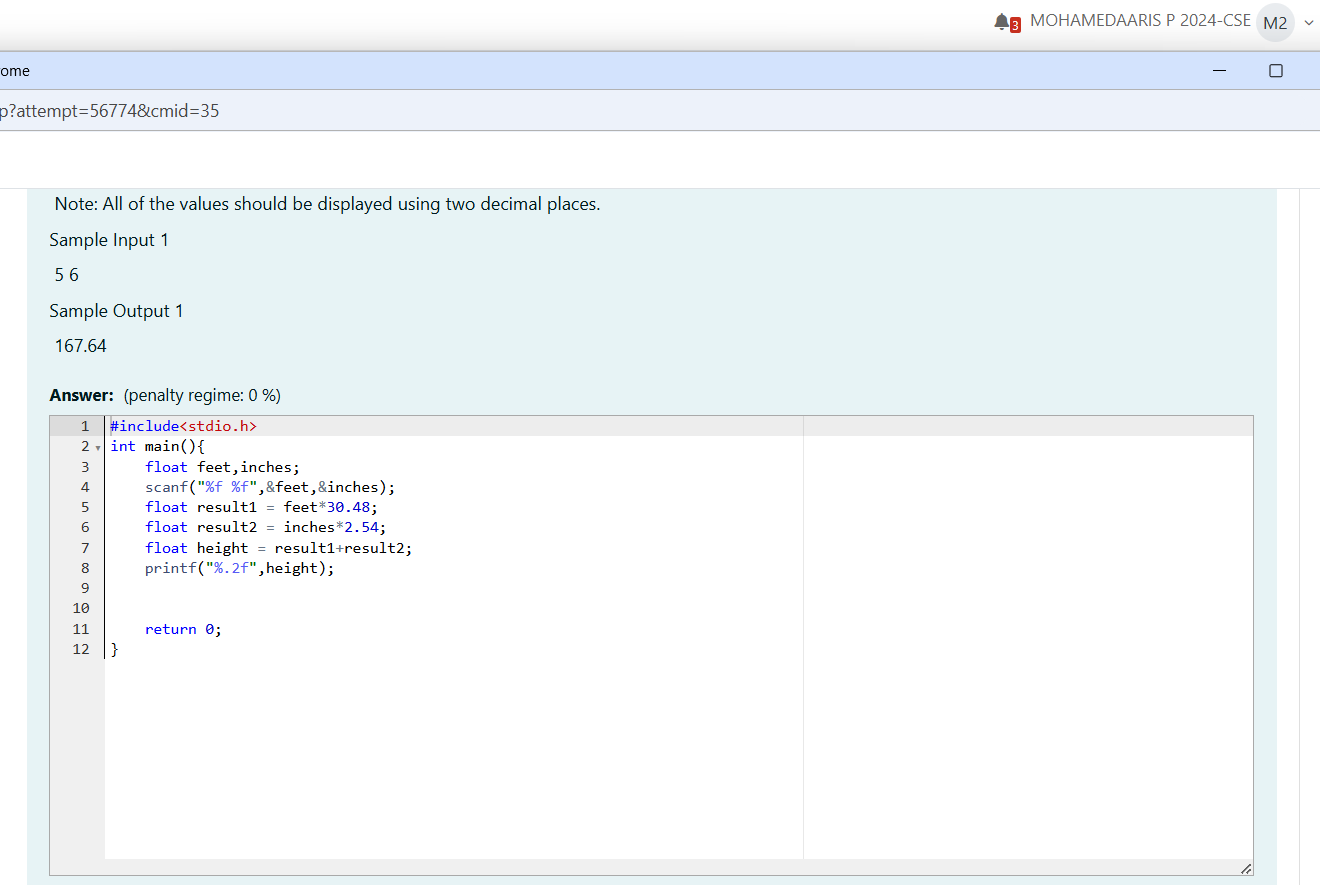 3 MOHAMEDAARIS P 2024-CSE M2
ome
p?attempt=56774&cmid=35
Note: All of the values should be displayed using two decimal places.
Sample Input 1
5 6
Sample Output 1
167.64
Answer: (penalty regime: 0 %)
1 #include<stdio.h>
2 int main(){
3 float feet,inches;
4 scanf("%f %f",&feet,&inches);
5 float result1 = feet*30.48;
6 float result2 = inches*2.54;
7 float height = result1+result2;
8 printf("%.2f",height);
9
10
11 return 0;
12 }